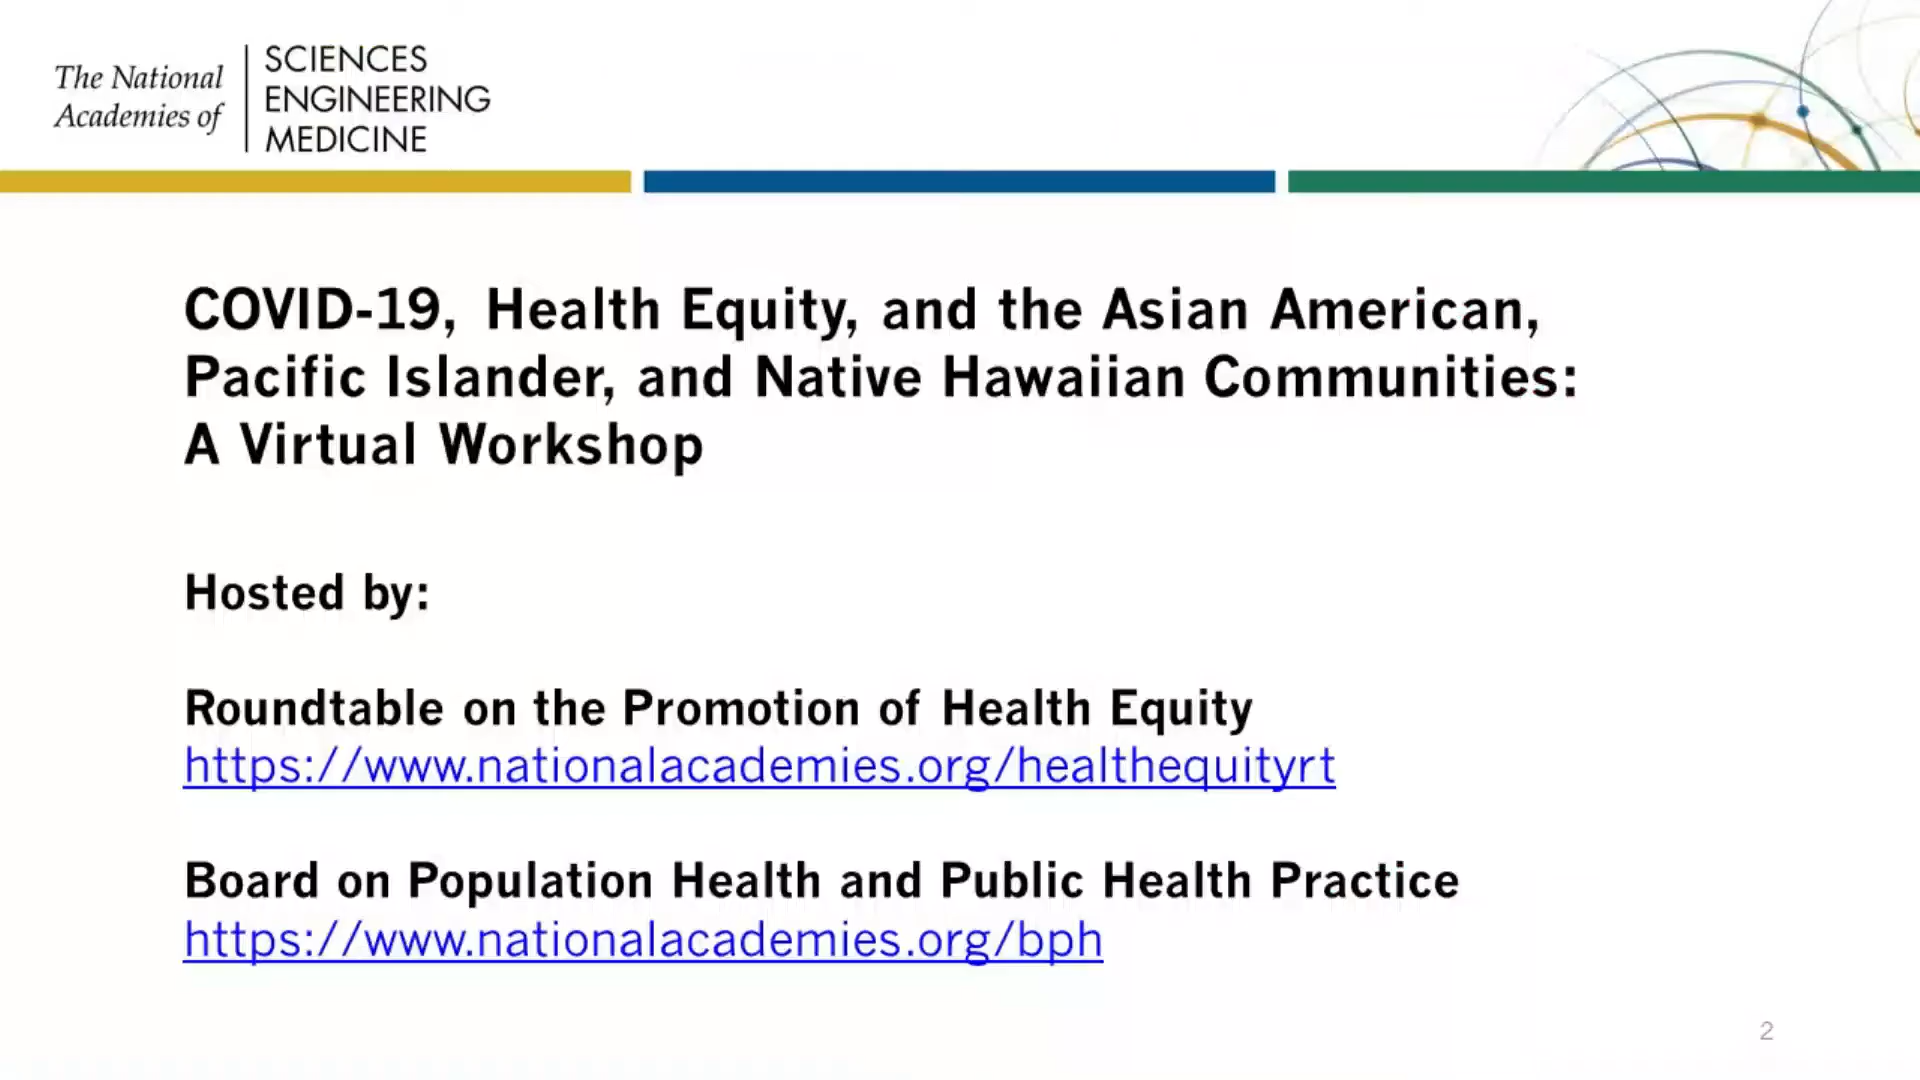 The National
Academies of
SCIENCES
ENGINEERING
MEDICINE
COVID-19, Health Equity, and the Asian American,
Pacific Islander, and Native Hawaiian Communities:
A Virtual Workshop
Hosted by:
Roundtable on the Promotion of Health Equity
https://www.nationalacademies.org/healthequityrt
Board on Population Health and Public Health Practice
https://www.nationalacademies.org/bph
2